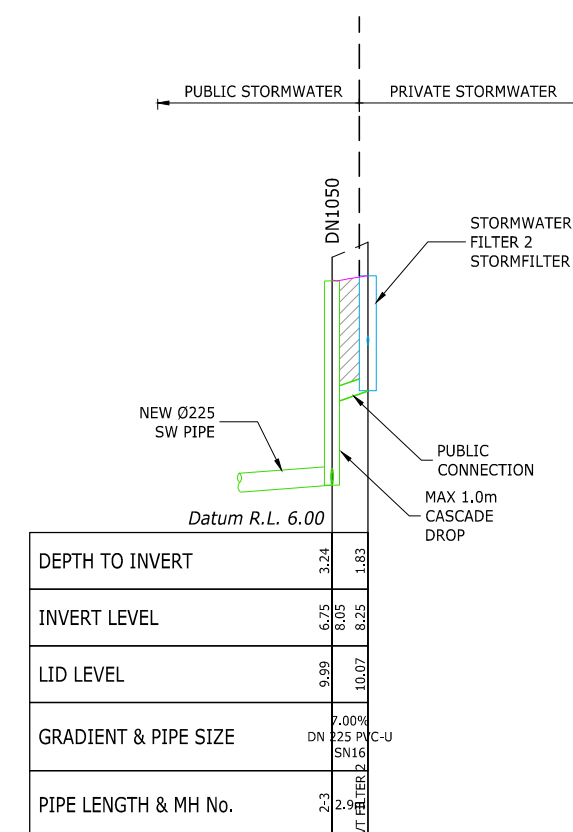 PUBLIC STORMWATER
PRIVATE STORMWATER
DN1050
STORMWATER
FILTER 2
STORMFILTER
NEW Ø225
SW PIPE
PUBLIC
CONNECTION
MAX 1.0m
CASCADE
DROP
Datum R.L. 6.00
DEPTH TO INVERT 3.24 1.83
INVERT LEVEL 6.75 8.05 8.25
LID LEVEL 9.99 10.07
GRADIENT & PIPE SIZE
7.00%
DN 225 PVC-U
SN16
PIPE LENGTH & MH No. 2-3 2.9
FILTER 2